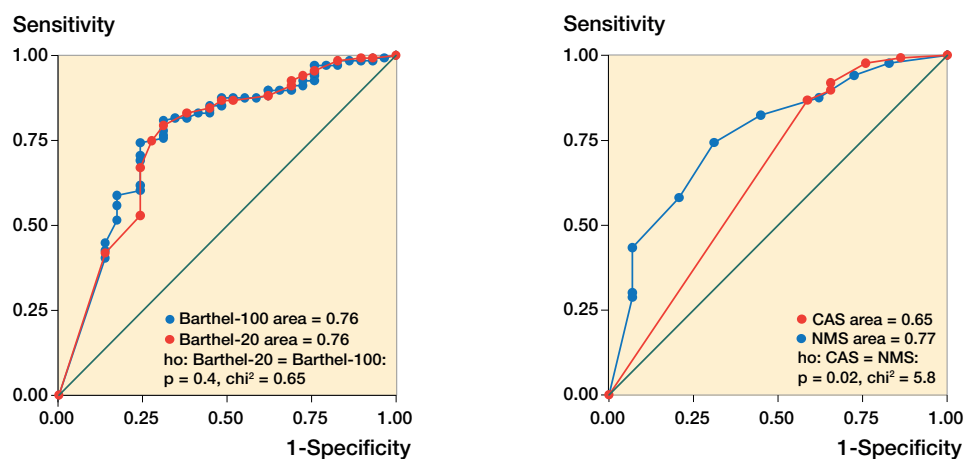 Sensitivity
1.00
0.75
0.50
0.25
0.00
Barthel-100 area = 0.76
Barthel-20 area = 0.76
ho: Barthel-20 = Barthel-100:
p = 0.4, chi² = 0.65
0.00 0.25 0.50 0.75 1.00
1-Specificity
Sensitivity
1.00
0.75
0.50
0.25
0.00
CAS area = 0.65
NMS area = 0.77
ho: CAS = NMS:
p = 0.02, chi² = 5.8
0.00 0.25 0.50 0.75 1.00
1-Specificity